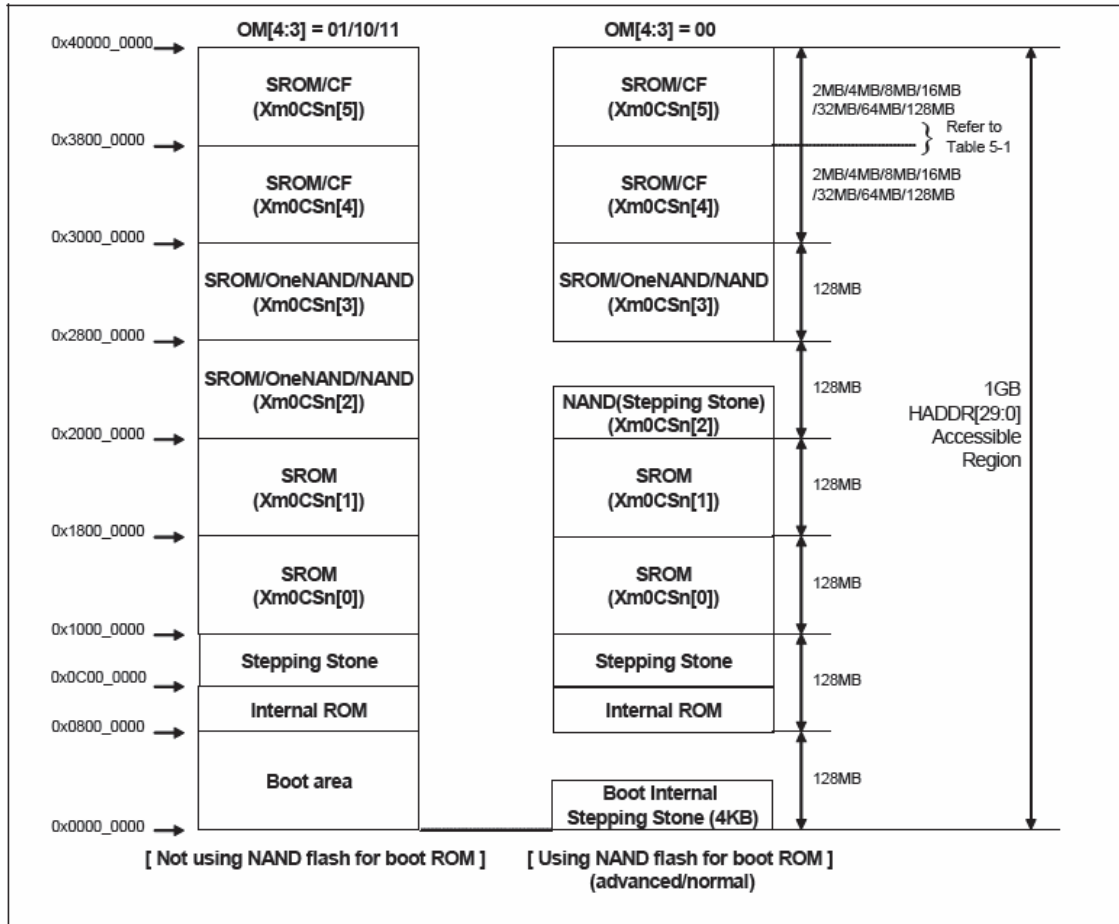 OM[4:3] = 01/10/11
OM[4:3] = 00
0x40000_0000
SROM/CF
(Xm0CSn[5])
SROM/CF
(Xm0CSn[5])
2MB/4MB/8MB/16MB
/32MB/64MB/128MB
Refer to
Table 5-1
0x3800_0000
SROM/CF
(Xm0CSn[4])
SROM/CF
(Xm0CSn[4])
2MB/4MB/8MB/16MB
/32MB/64MB/128MB
0x3000_0000
SROM/OneNAND/NAND
(Xm0CSn[3])
SROM/OneNAND/NAND
(Xm0CSn[3])
128MB
0x2800_0000
SROM/OneNAND/NAND
(Xm0CSn[2])
NAND(Stepping Stone)
(Xm0CSn[2])
128MB
1GB
HADDR[29:0]
Accessible
Region
0x2000_0000
SROM
(Xm0CSn[1])
SROM
(Xm0CSn[1])
128MB
0x1800_0000
SROM
(Xm0CSn[0])
SROM
(Xm0CSn[0])
128MB
0x1000_0000
Stepping Stone
Stepping Stone
0x0C00_0000
128MB
Internal ROM
Internal ROM
0x0800_0000
Boot area
Boot Internal
Stepping Stone (4KB)
128MB
0x0000_0000
[ Not using NAND flash for boot ROM ]
[ Using NAND flash for boot ROM ]
(advanced/normal)